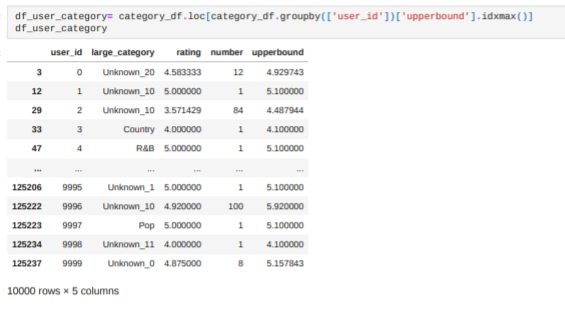 df_user_category= category_df.loc[category_df.groupby(['user_id'])['upperbound'].idxmax()]
df_user_category
user_id large_category rating number upperbound
3 0 Unknown_20 4.583333 12 4.929743
12 1 Unknown_10 5.000000 1 5.100000
29 2 Unknown_10 3.571429 84 4.487944
33 3 Country 4.000000 1 4.100000
47 4 R&B 5.000000 1 5.100000
... ... ... ... ... ...
125206 9995 Unknown_1 5.000000 1 5.100000
125222 9996 Unknown_10 4.920000 100 5.920000
125223 9997 Pop 5.000000 1 5.100000
125234 9998 Unknown_11 4.000000 1 4.100000
125237 9999 Unknown_0 4.875000 8 5.157843
10000 rows × 5 columns